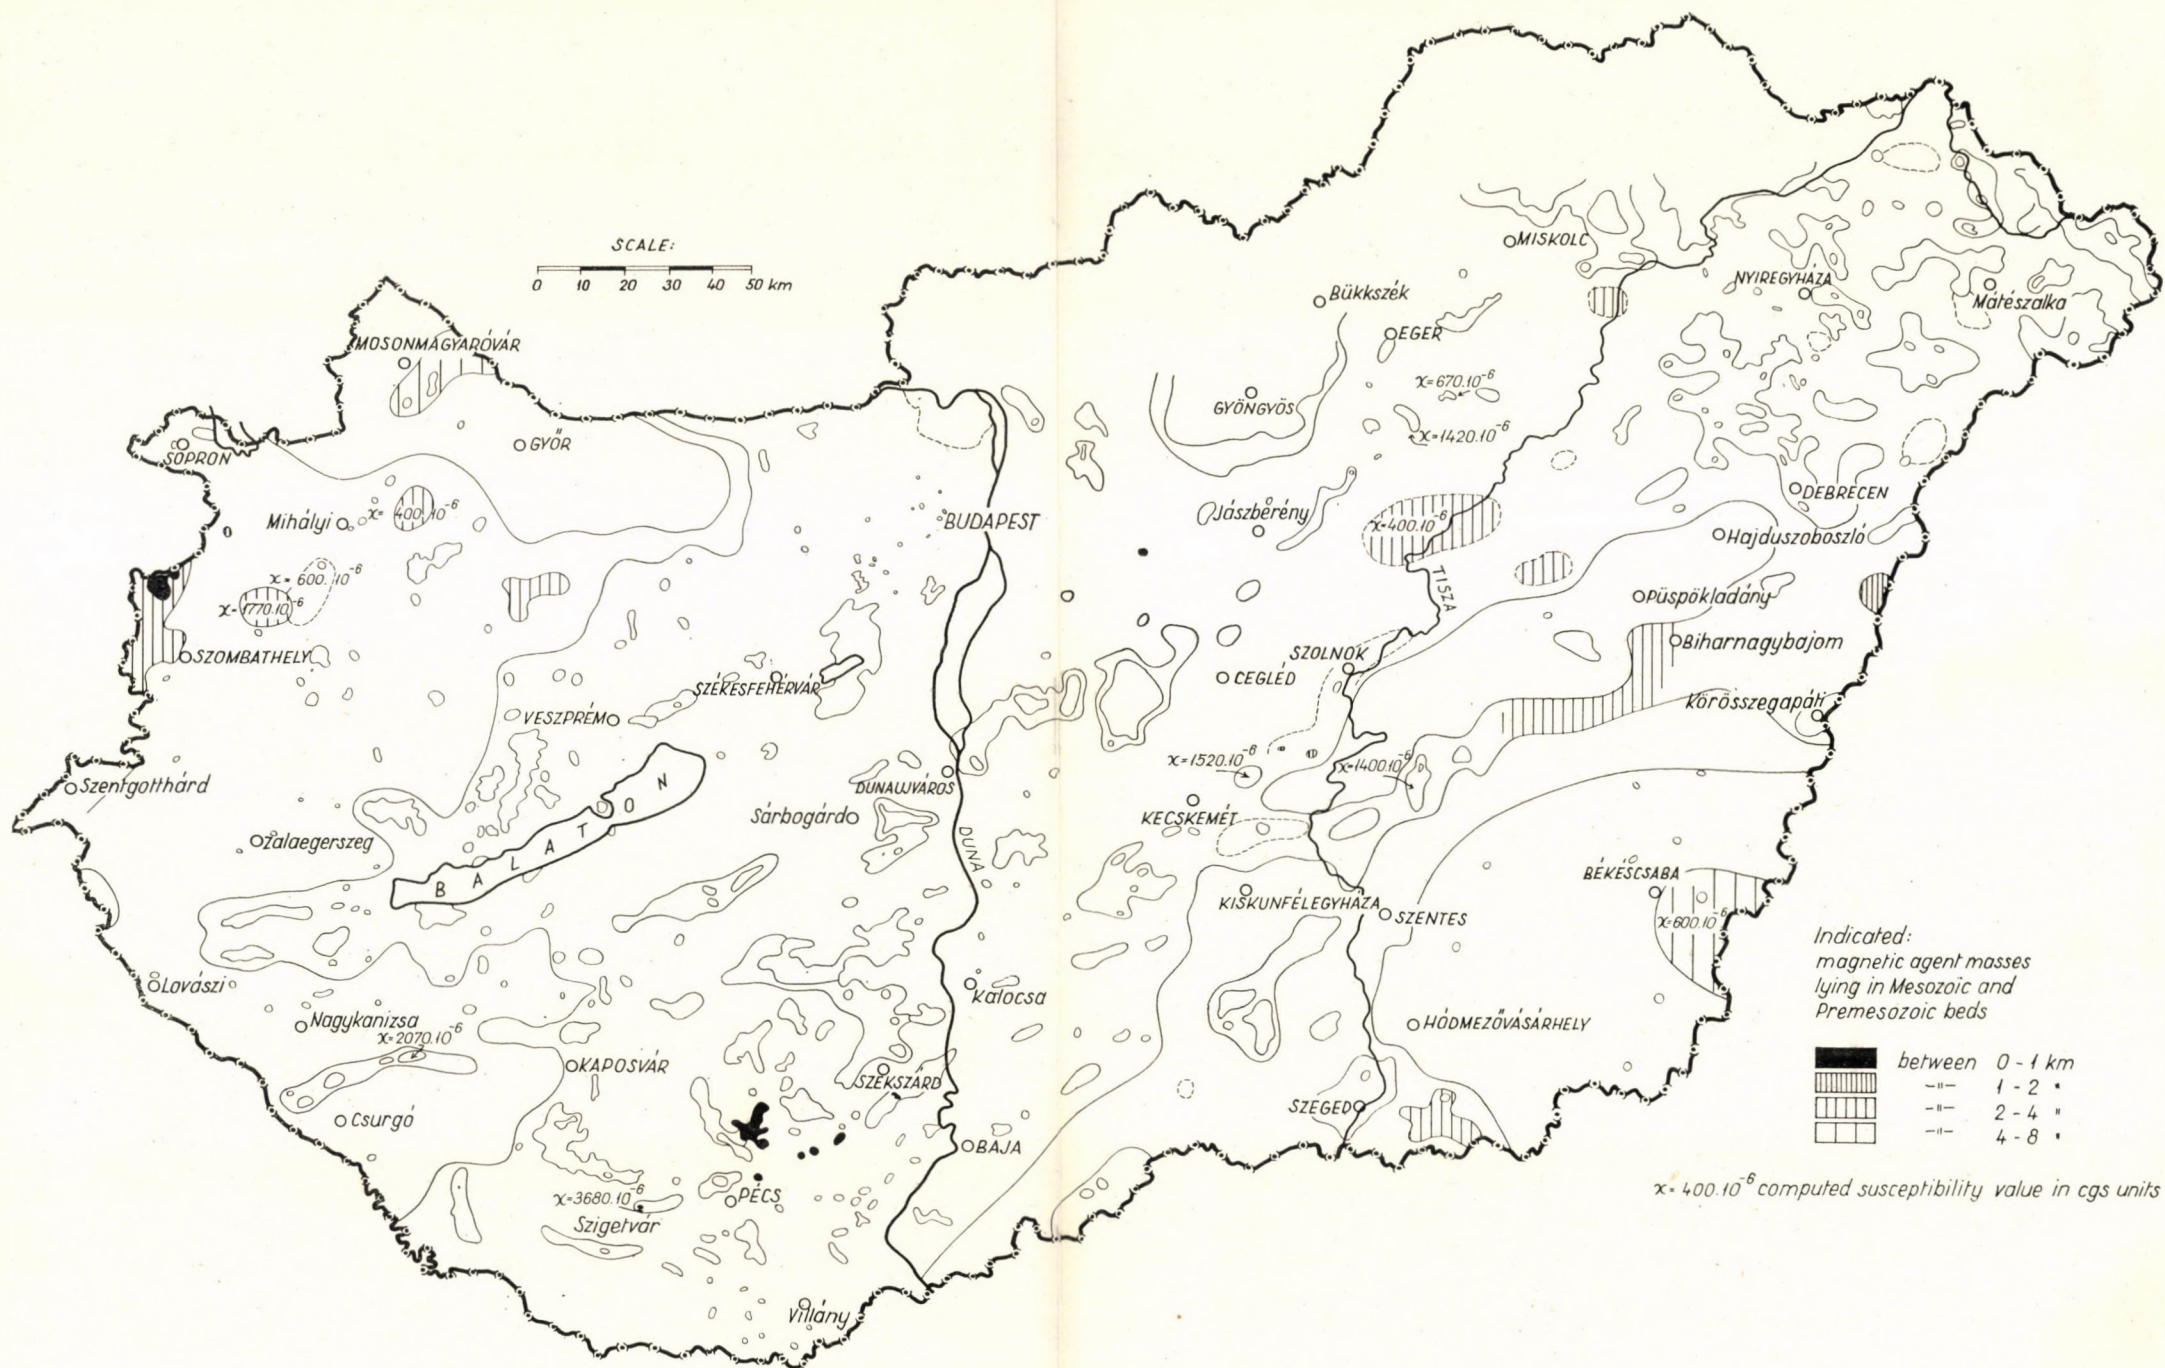 SCALE:
0 10 20 30 40 50 km
MISKOLC
NYIREGYHÁZA
Mátészalka
Bükkszék
EGER
MOSONMAGYARÓVÁR
χ=670.10⁻⁶
GYÖNGYÖS
χ=1420.10⁻⁶
GYŐR
SOPRON
DEBRECEN
Mihályi
χ= 400.10⁻⁶
BUDAPEST
Jászberény
χ=400.10⁻⁶
Hajduszoboszló
χ= 600.10⁻⁶
χ=1770.10⁻⁶
TISZA
Püspökladány
Biharnagybajom
SZOMBATHELY
SZOLNOK
CEGLÉD
SZÉKESFEHÉRVÁR
VESZPRÉM
Körösszegapáti
χ=1520.10⁻⁶
χ=1400.10⁻⁶
Szentgotthárd
BALATON
DUNAUJVÁROS
Sárbogárd
KECSKEMÉT
DUNA
Zalaegerszeg
BÉKÉSCSABA
KISKUNFÉLEGYHÁZA
SZENTES
χ=600.10⁻⁶
Indicated:
magnetic agent masses
lying in Mesozoic and
Premesozoic beds
Lovászi
Kalocsa
Nagykanizsa
χ=2070.10⁻⁶
HÓDMEZŐVÁSÁRHELY
KAPOSVÁR
SZEKSZÁRD
between 0 - 1 km
-"- 1 - 2 "
-"- 2 - 4 "
-"- 4 - 8 "
Csurgó
SZEGED
BAJA
χ=3680.10⁻⁶
PÉCS
Szigetvár
χ= 400.10⁻⁶ computed susceptibility value in cgs units
Villány